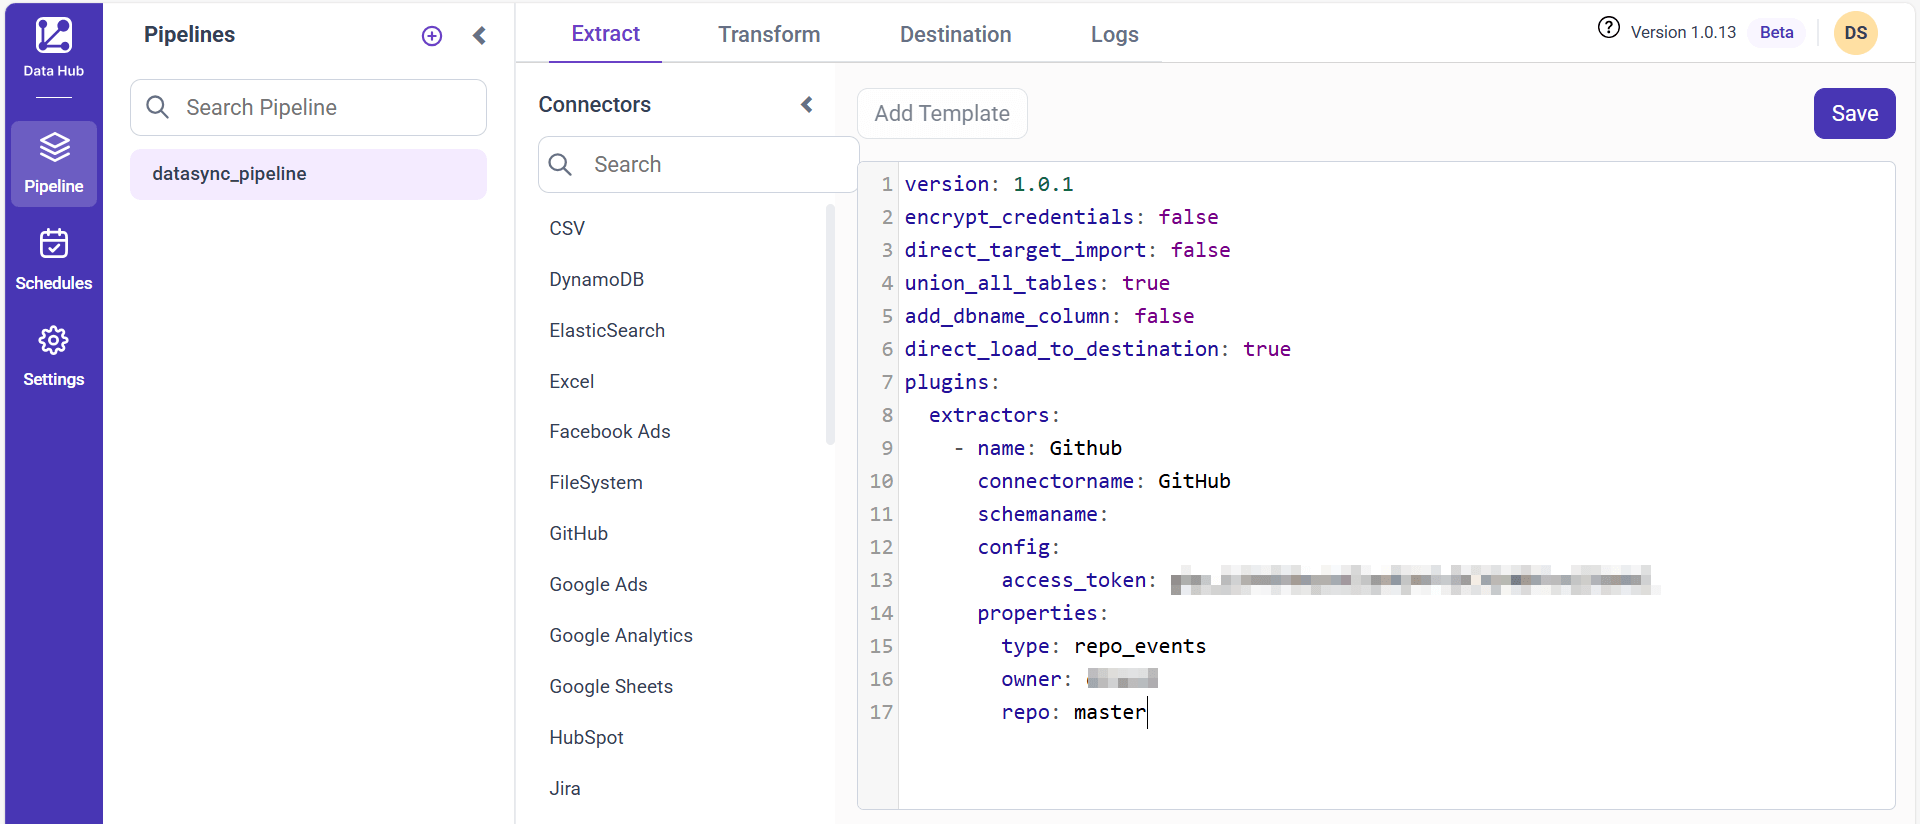 Data Hub
Pipeline
Schedules
Settings
Pipelines
Search Pipeline
datasync_pipeline
Extract
Transform
Destination
Logs
Version 1.0.13
Beta
DS
Connectors
Search
CSV
DynamoDB
ElasticSearch
Excel
Facebook Ads
FileSystem
GitHub
Google Ads
Google Analytics
Google Sheets
HubSpot
Jira
Add Template
Save
1 version: 1.0.1
2 encrypt_credentials: false
3 direct_target_import: false
4 union_all_tables: true
5 add_dbname_column: false
6 direct_load_to_destination: true
7 plugins:
8 extractors:
9 - name: Github
10 connectorname: GitHub
11 schemaname:
12 config:
13 access_token:
14 properties:
15 type: repo_events
16 owner:
17 repo: master